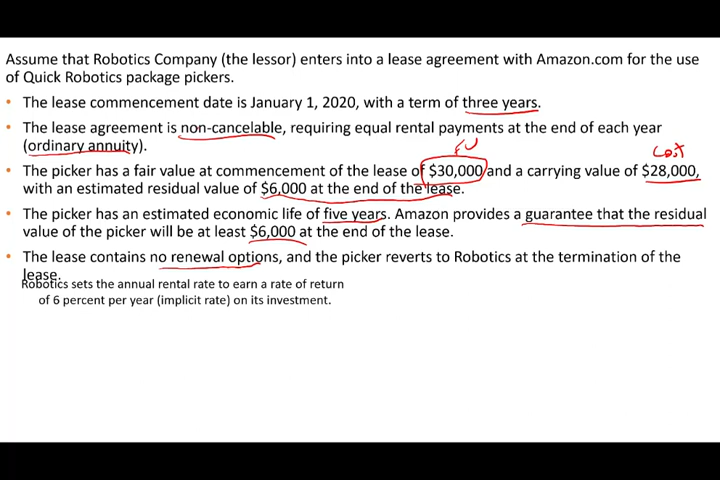 Assume that Robotics Company (the lessor) enters into a lease agreement with Amazon.com for the use
of Quick Robotics package pickers.
• The lease commencement date is January 1, 2020, with a term of three years.
• The lease agreement is non-cancelable, requiring equal rental payments at the end of each year
(ordinary annuity).
FV
Cost
• The picker has a fair value at commencement of the lease of $30,000 and a carrying value of $28,000,
with an estimated residual value of $6,000 at the end of the lease.
• The picker has an estimated economic life of five years. Amazon provides a guarantee that the residual
value of the picker will be at least $6,000 at the end of the lease.
• The lease contains no renewal options, and the picker reverts to Robotics at the termination of the
lease.
Robotics sets the annual rental rate to earn a rate of return
of 6 percent per year (implicit rate) on its investment.